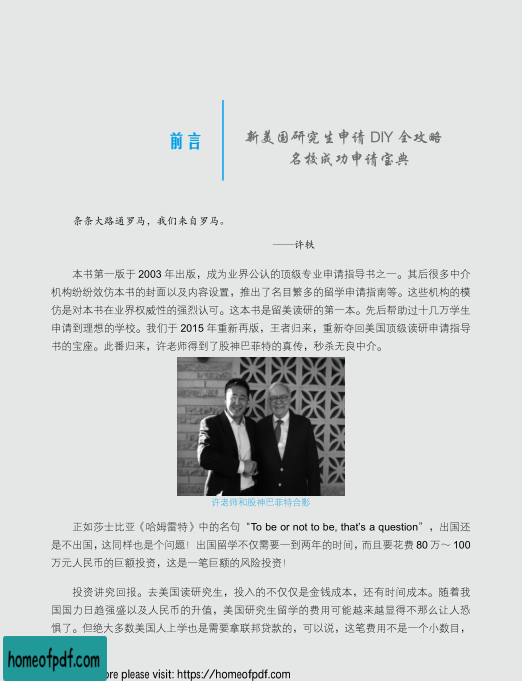 前言
新美国研究生申请 DIY 全攻略
名校成功申请宝典
条条大路通罗马，我们来自罗马。
——许轶
本书第一版于 2003 年出版，成为业界公认的顶级专业申请指导书之一。其后很多中介
机构纷纷效仿本书的封面以及内容设置，推出了名目繁多的留学申请指南等。这些机构的模
仿是对本书在业界权威性的强烈认可。这本书是留美读研的第一本。先后帮助过十几万学生
申请到理想的学校。我们于 2015 年重新再版，王者归来，重新夺回美国顶级读研申请指导
书的宝座。此番归来，许老师得到了股神巴菲特的真传，秒杀无良中介。
许老师和股神巴菲特合影
正如莎士比亚《哈姆雷特》中的名句“To be or not to be, that's a question”，出国还
是不出国，这同样也是个问题！出国留学不仅需要一到两年的时间，而且要花费 80 万～ 100
万元人民币的巨额投资，这是一笔巨额的风险投资！
投资讲究回报。去美国读研究生，投入的不仅仅是金钱成本，还有时间成本。随着我
国国力日趋强盛以及人民币的升值，美国研究生留学的费用可能越来越显得不那么让人恐
惧了。但绝大多数美国人上学也是需要拿联邦贷款的，可以说，这笔费用不是一个小数目，
homeofpdf.com
ore please visit: https://homeofpdf.com